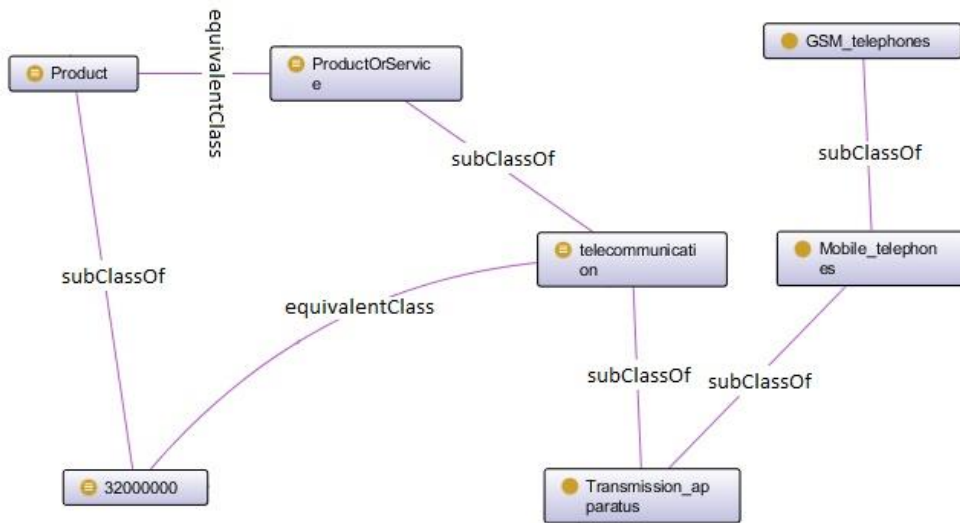 GSM_telephones
Product
equivalentClass
ProductOrServic
e
subClassOf
subClassOf
telecommunicati
on
Mobile_telephon
es
subClassOf
equivalentClass
subClassOf
subClassOf
32000000
Transmission_ap
paratus